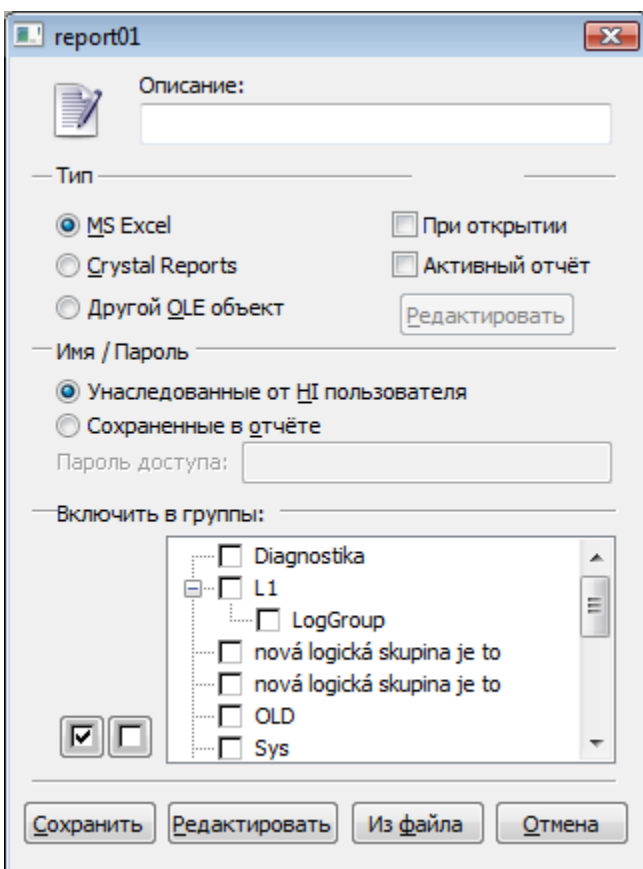 report01
Описание:
Тип
MS Excel
При открытии
Crystal Reports
Активный отчёт
Другой OLE объект
Редактировать
Имя / Пароль
Унаследованные от HI пользователя
Сохраненные в отчёте
Пароль доступа:
Включить в группы:
Diagnostika
L1
LogGroup
nová logická skupina je to
nová logická skupina je to
OLD
Sys
Сохранить
Редактировать
Из файла
Отмена